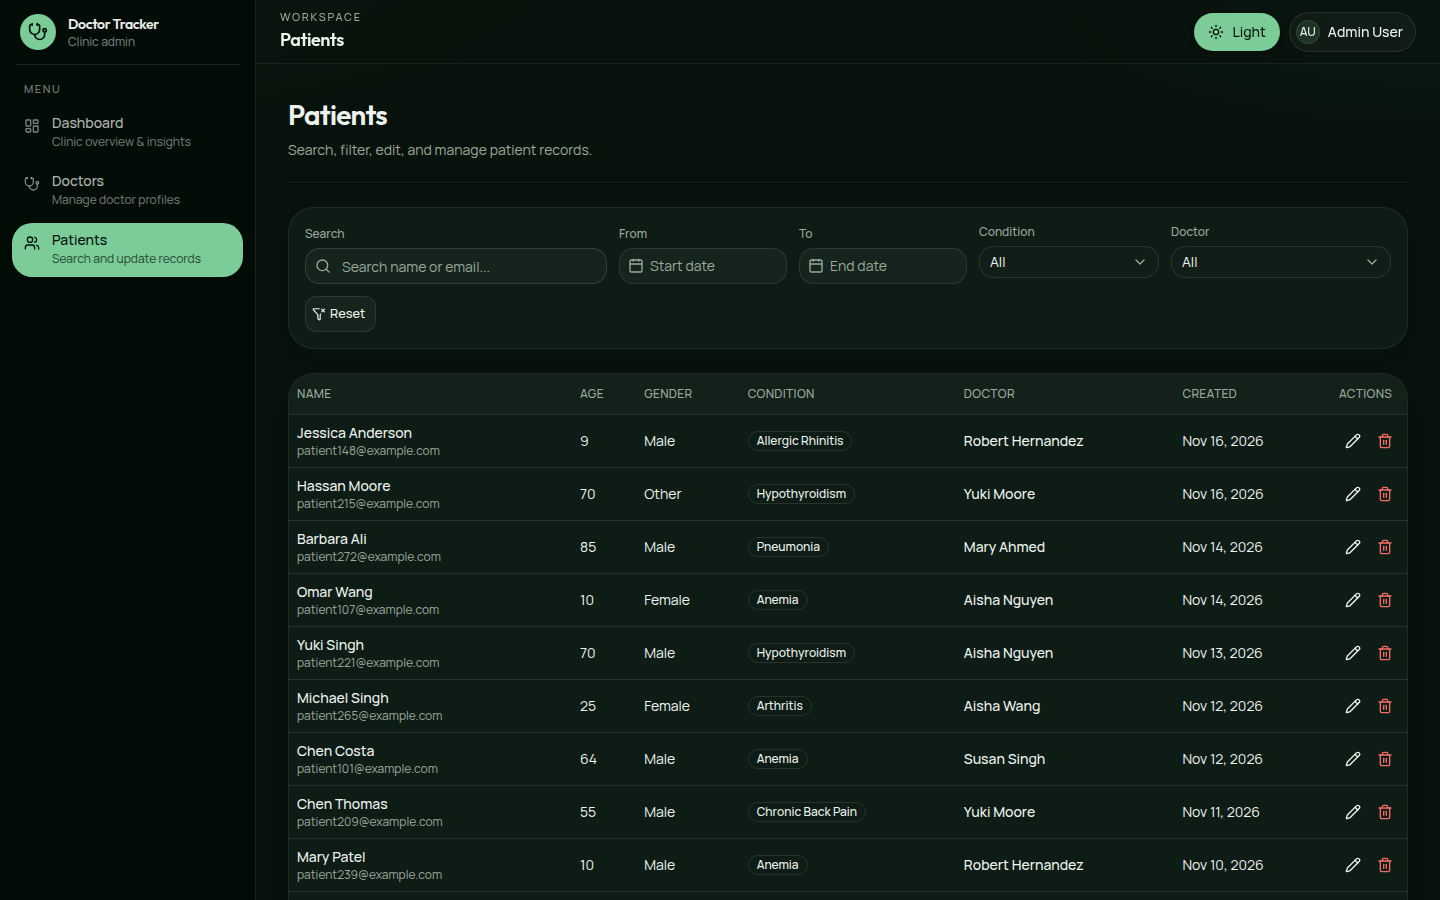 Doctor Tracker
Clinic admin
MENU
Dashboard
Clinic overview & insights
Doctors
Manage doctor profiles
Patients
Search and update records
WORKSPACE
Patients
Light
AU Admin User
Patients
Search, filter, edit, and manage patient records.
Search From To Condition Doctor
Search name or email... Start date End date All All
Reset
NAME AGE GENDER CONDITION DOCTOR CREATED ACTIONS
Jessica Anderson 9 Male Allergic Rhinitis Robert Hernandez Nov 16, 2026
patient148@example.com
Hassan Moore 70 Other Hypothyroidism Yuki Moore Nov 16, 2026
patient215@example.com
Barbara Ali 85 Male Pneumonia Mary Ahmed Nov 14, 2026
patient272@example.com
Omar Wang 10 Female Anemia Aisha Nguyen Nov 14, 2026
patient107@example.com
Yuki Singh 70 Male Hypothyroidism Aisha Nguyen Nov 13, 2026
patient221@example.com
Michael Singh 25 Female Arthritis Aisha Wang Nov 12, 2026
patient265@example.com
Chen Costa 64 Male Anemia Susan Singh Nov 12, 2026
patient101@example.com
Chen Thomas 55 Male Chronic Back Pain Yuki Moore Nov 11, 2026
patient209@example.com
Mary Patel 10 Male Anemia Robert Hernandez Nov 10, 2026
patient239@example.com